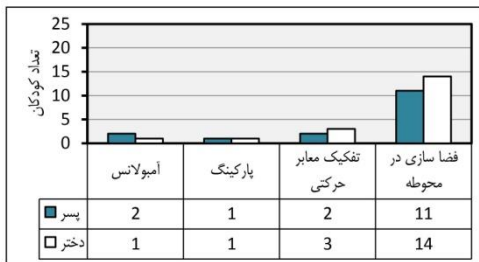 تعداد کودکان
25
20
15
10
5
0
آمبولانس
پارکینگ
تفکیک معابر
حرکتی
فضا سازی در
محوطه
پسر 2 1 2 11
دختر 1 1 3 14